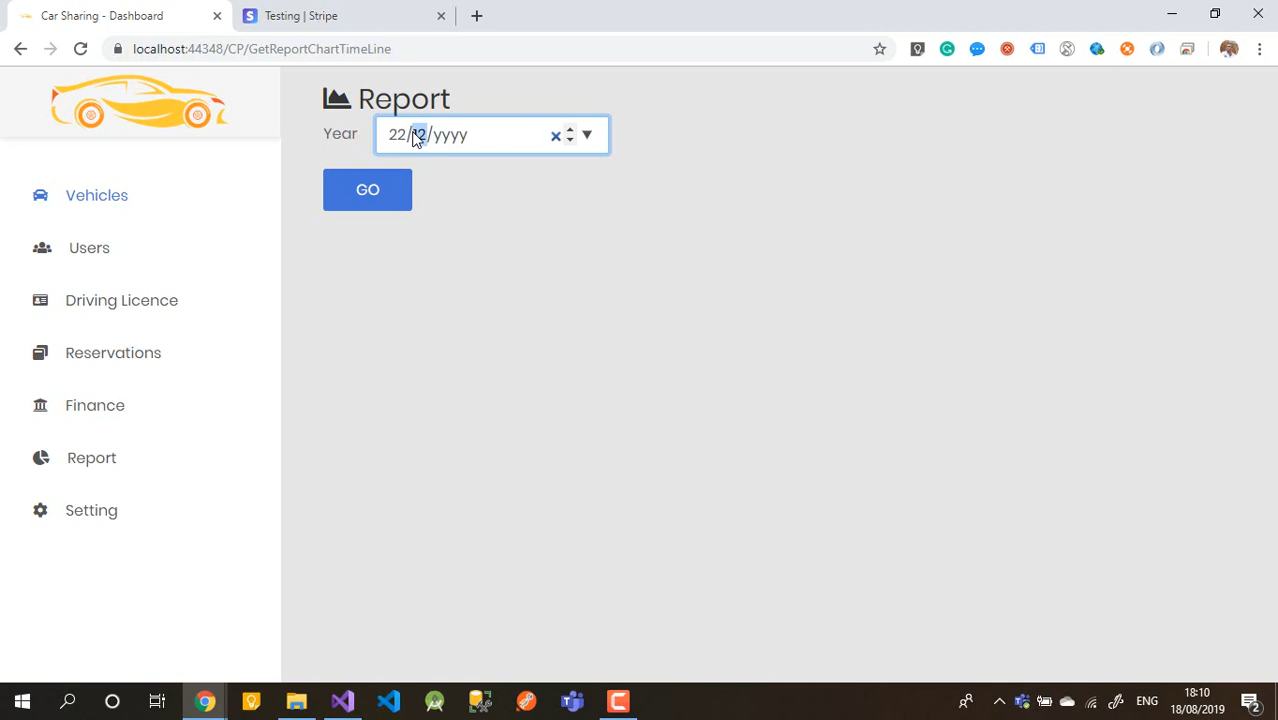 Car Sharing - Dashboard
Testing | Stripe
localhost:44348/CP/GetReportChartTimeLine
Report
Year
22/12/yyyy
GO
Vehicles
Users
Driving Licence
Reservations
Finance
Report
Setting
ENG
18:10
18/08/2019
2